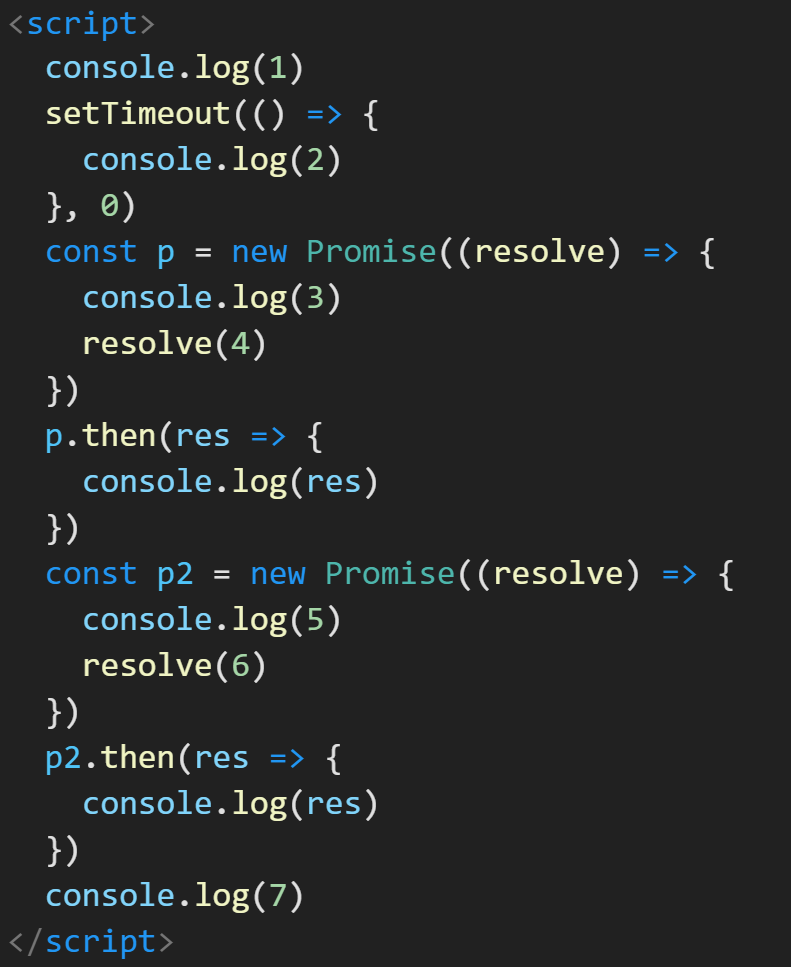 <script>
  console.log(1)
  setTimeout(() => {
    console.log(2)
  }, 0)
  const p = new Promise((resolve) => {
    console.log(3)
    resolve(4)
  })
  p.then(res => {
    console.log(res)
  })
  const p2 = new Promise((resolve) => {
    console.log(5)
    resolve(6)
  })
  p2.then(res => {
    console.log(res)
  })
  console.log(7)
</script>